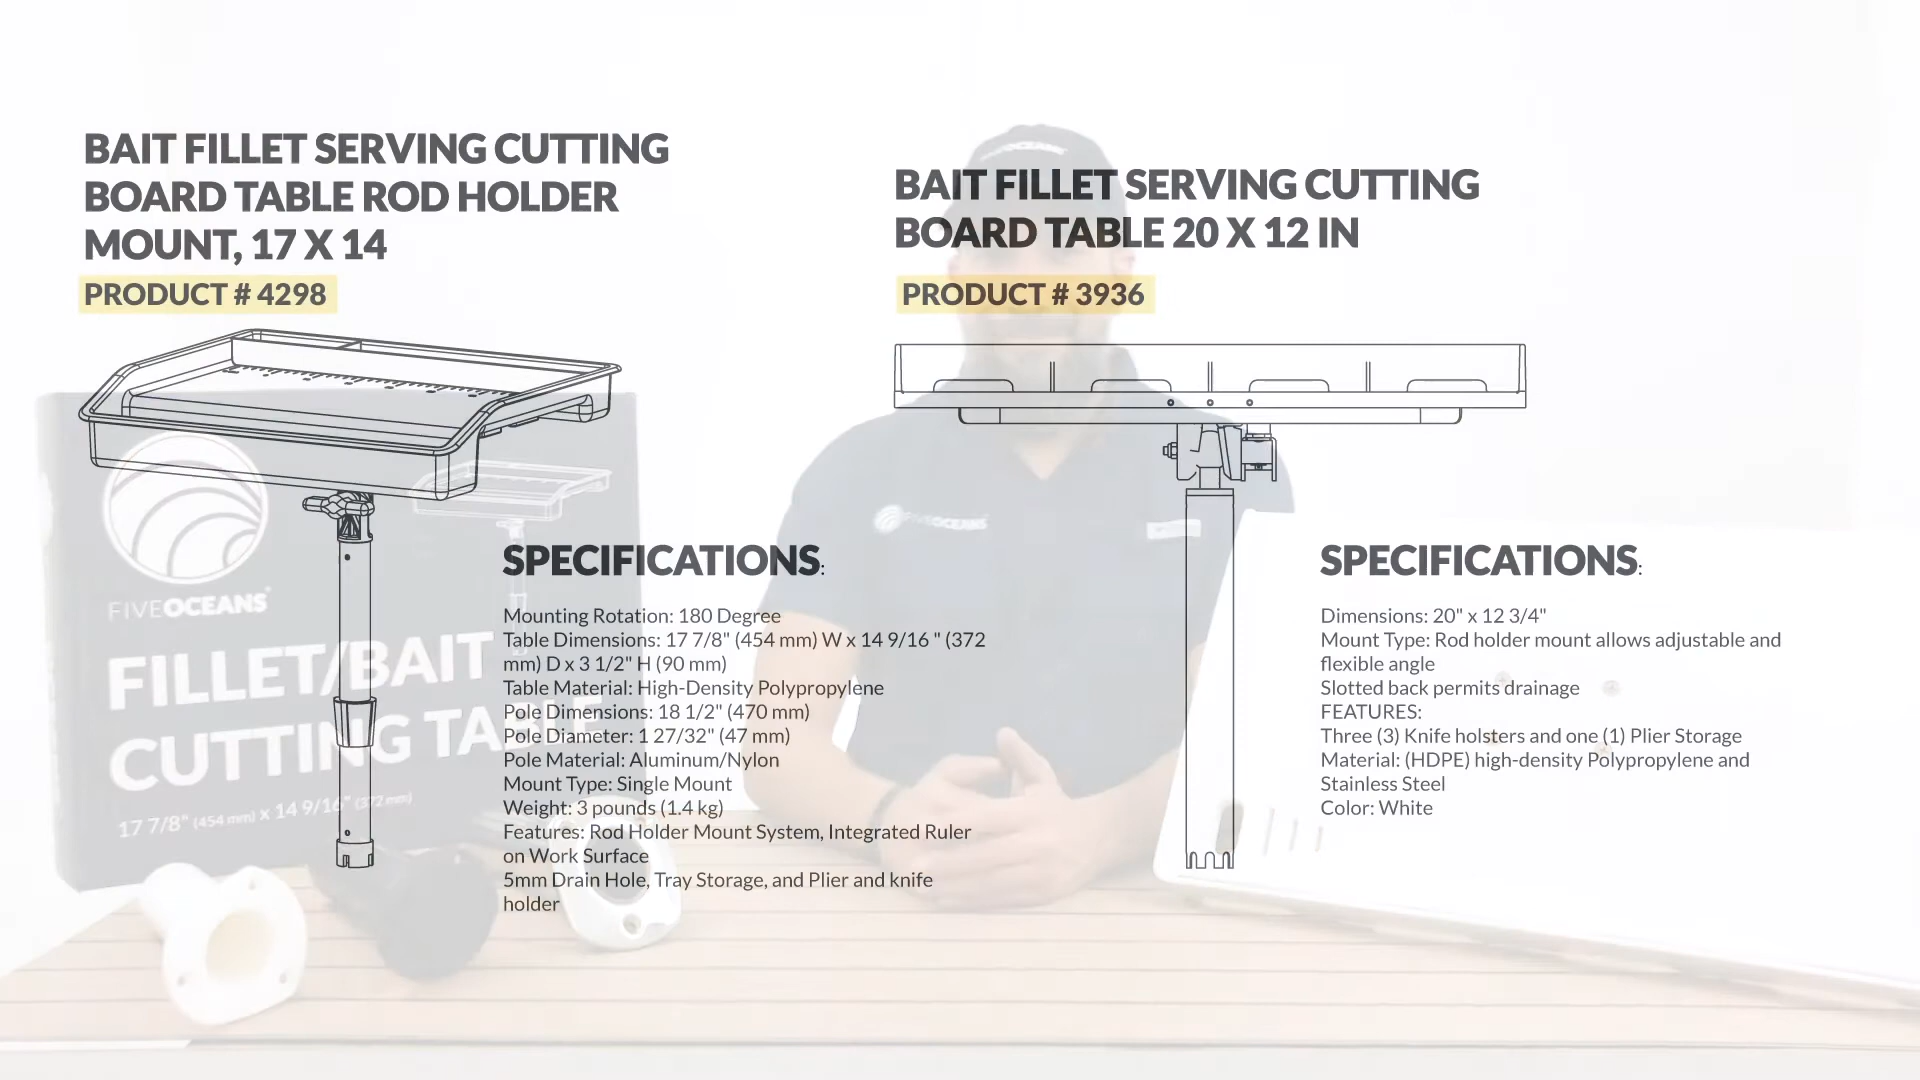 BAIT FILLET SERVING CUTTING
BOARD TABLE ROD HOLDER
MOUNT, 17 X 14
PRODUCT # 4298
SPECIFICATIONS:
Mounting Rotation: 180 Degree
Table Dimensions: 17 7/8" (454 mm) W x 14 9/16 " (372
mm) D x 3 1/2" H (90 mm)
Table Material: High-Density Polypropylene
Pole Dimensions: 18 1/2" (470 mm)
Pole Diameter: 1 27/32" (47 mm)
Pole Material: Aluminum/Nylon
Mount Type: Single Mount
Weight: 3 pounds (1.4 kg)
Features: Rod Holder Mount System, Integrated Ruler
on Work Surface
5mm Drain Hole, Tray Storage, and Plier and knife
holder
BAIT FILLET SERVING CUTTING
BOARD TABLE 20 X 12 IN
PRODUCT # 3936
SPECIFICATIONS:
Dimensions: 20" x 12 3/4"
Mount Type: Rod holder mount allows adjustable and
flexible angle
Slotted back permits drainage
FEATURES:
Three (3) Knife holsters and one (1) Plier Storage
Material: (HDPE) high-density Polypropylene and
Stainless Steel
Color: White
FIVEOCEANS
FILLET/BAIT
CUTTING TABLE
17 7/8" (454 mm) x 14 9/16" (372 mm)
FIVEOCEANS